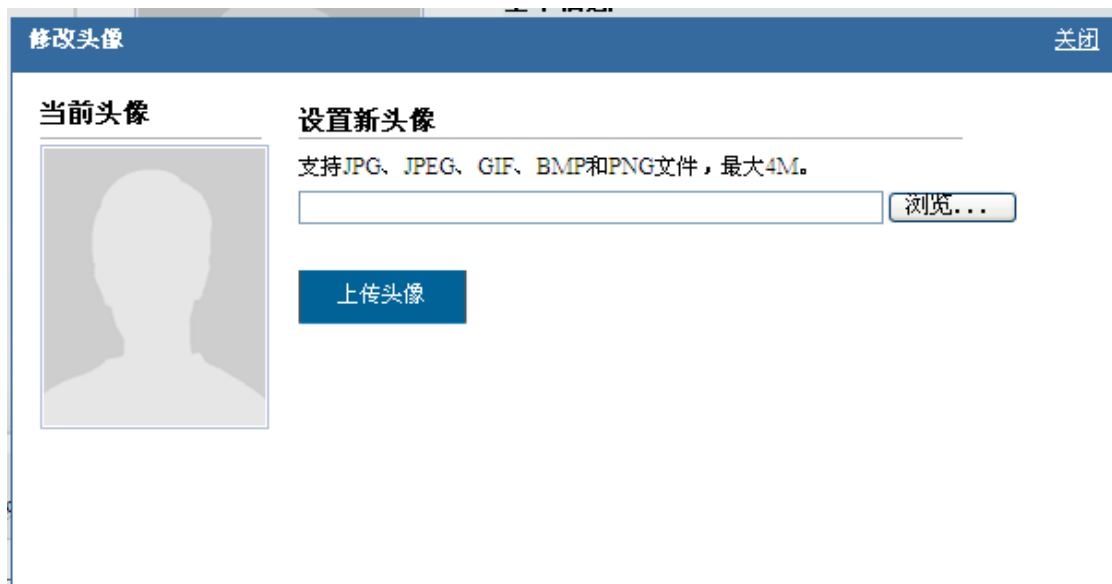 修改头像
关闭
当前头像
设置新头像
支持JPG、JPEG、GIF、BMP和PNG文件，最大4M。
浏览...
上传头像